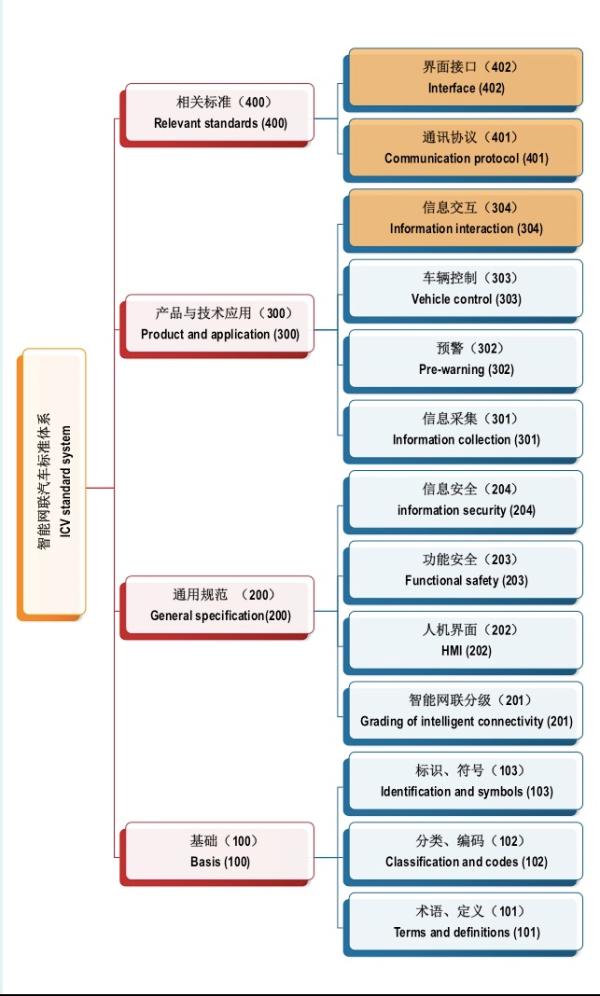 智能网联汽车标准体系
ICV standard system
相关标准（400）
Relevant standards (400)
界面接口（402）
Interface (402)
通讯协议（401）
Communication protocol (401)
产品与技术应用（300）
Product and application (300)
信息交互（304）
Information interaction (304)
车辆控制（303）
Vehicle control (303)
预警（302）
Pre-warning (302)
信息采集（301）
Information collection (301)
通用规范 （200）
General specification(200)
信息安全（204）
information security (204)
功能安全（203）
Functional safety (203)
人机界面（202）
HMI (202)
智能网联分级（201）
Grading of intelligent connectivity (201)
基础（100）
Basis (100)
标识、符号（103）
Identification and symbols (103)
分类、编码（102）
Classification and codes (102)
术语、定义（101）
Terms and definitions (101)